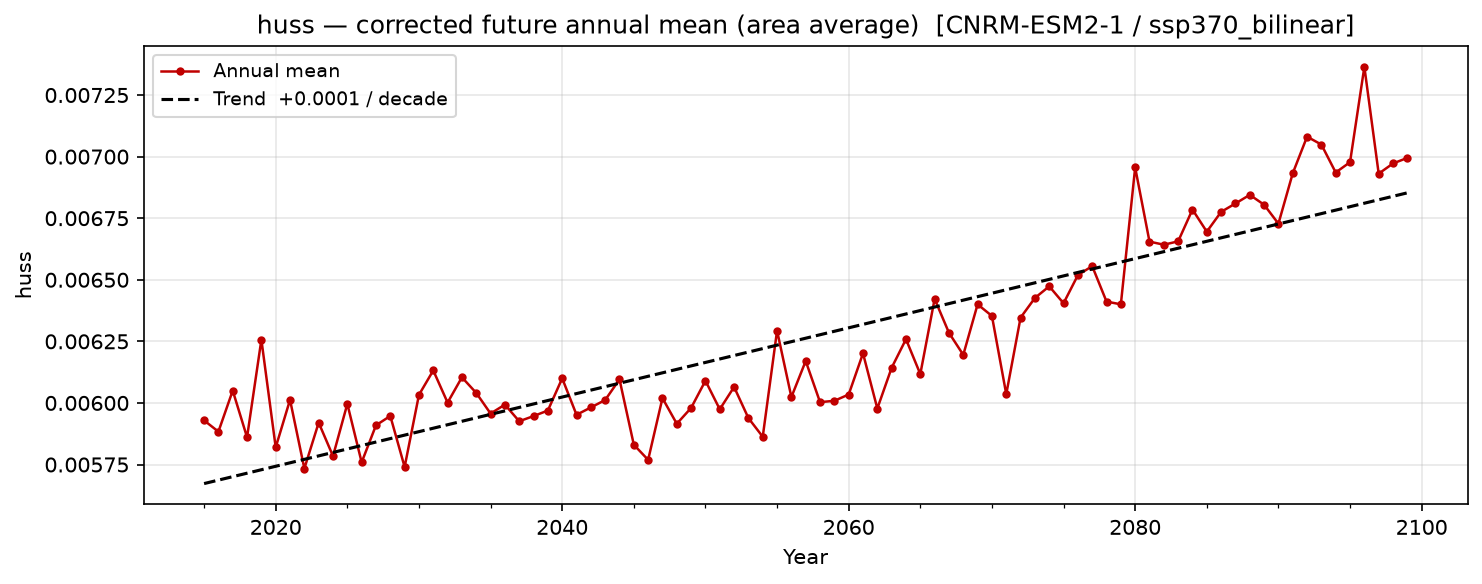 huss — corrected future annual mean (area average)  [CNRM-ESM2-1 / ssp370_bilinear]
Annual mean
Trend  +0.0001 / decade
0.00725
0.00700
0.00675
0.00650
0.00625
0.00600
0.00575
huss
2020
2040
2060
2080
2100
Year